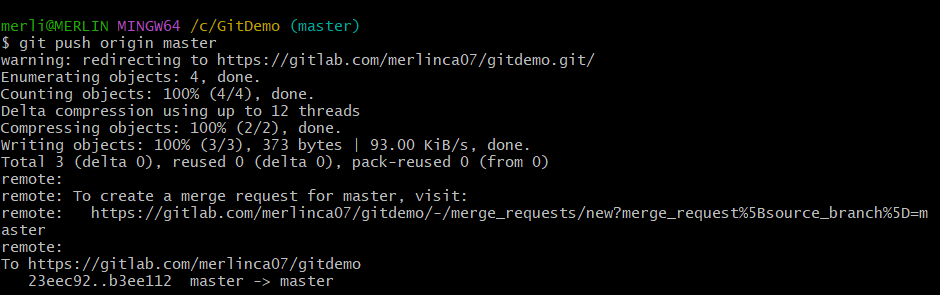 merli@MERLIN MINGW64 /c/GitDemo (master)
$ git push origin master
warning: redirecting to https://gitlab.com/merlinca07/gitdemo.git/
Enumerating objects: 4, done.
Counting objects: 100% (4/4), done.
Delta compression using up to 12 threads
Compressing objects: 100% (2/2), done.
Writing objects: 100% (3/3), 373 bytes | 93.00 KiB/s, done.
Total 3 (delta 0), reused 0 (delta 0), pack-reused 0 (from 0)
remote:
remote: To create a merge request for master, visit:
remote:   https://gitlab.com/merlinca07/gitdemo/-/merge_requests/new?merge_request%5Bsource_branch%5D=m
aster
remote:
To https://gitlab.com/merlinca07/gitdemo
   23eec92..b3ee112  master -> master